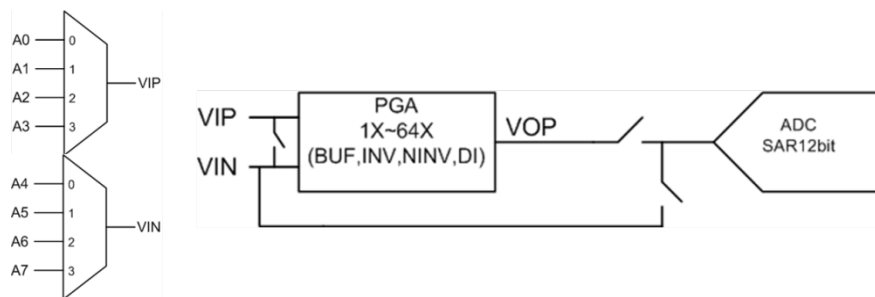 A0
0
A1
1
A2
2
A3
3
VIP
A4
0
A5
1
A6
2
A7
3
VIN
VIP
VIN
PGA
1X~64X
(BUF,INV,NINV,DI)
VOP
ADC
SAR12bit